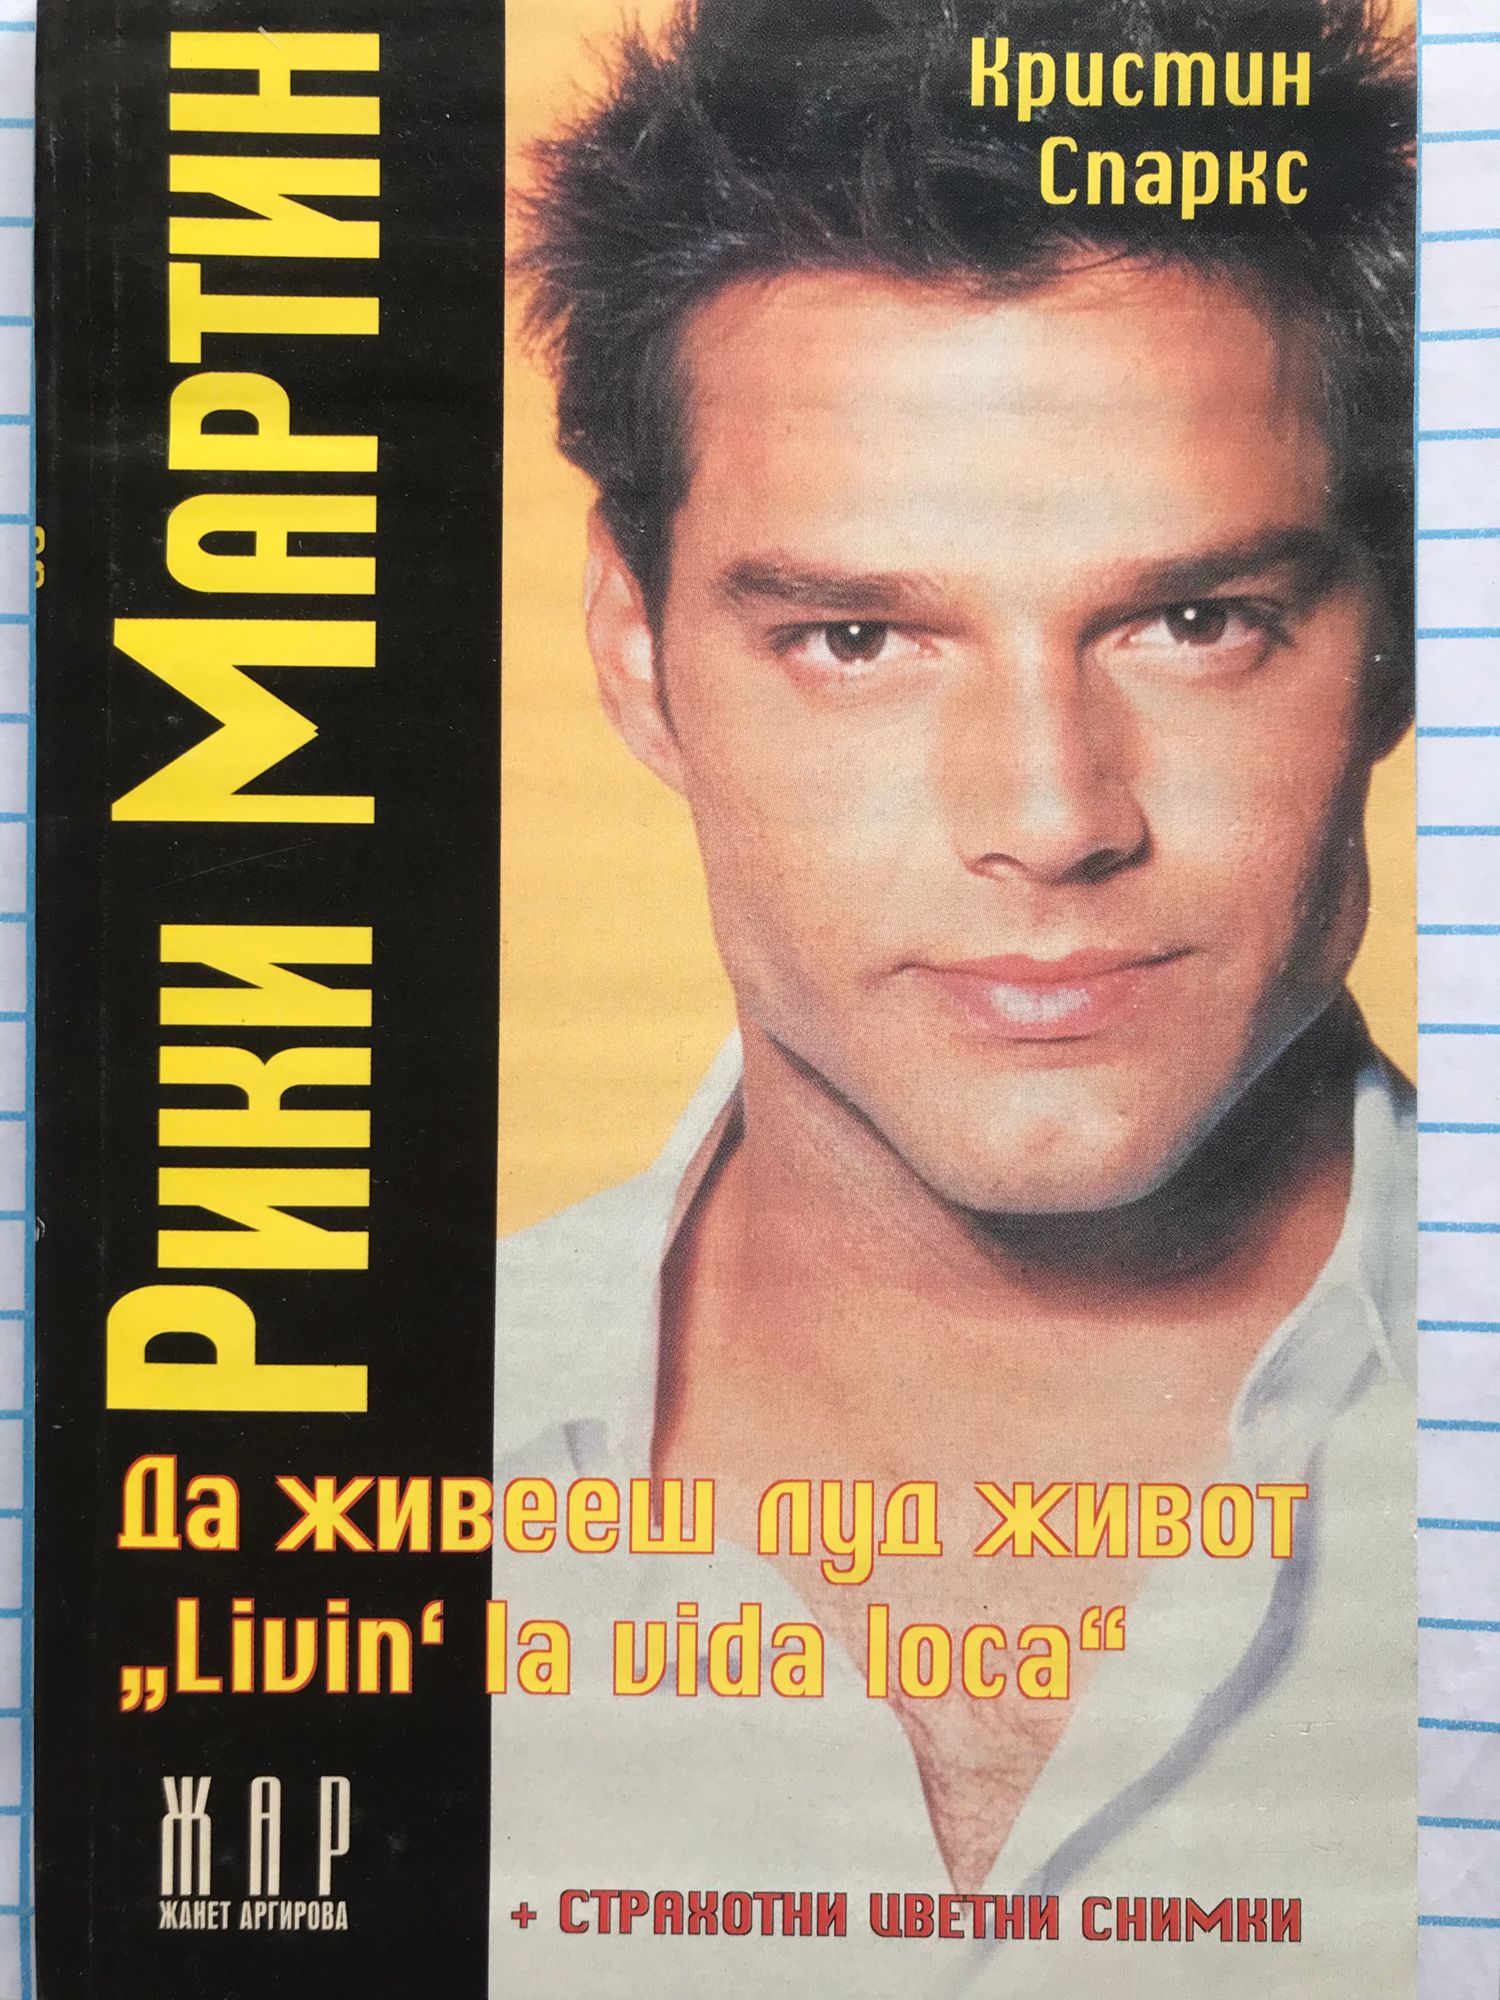 Кристин
Спаркс
Рики Мартин
Да живееш луд живот
„Livin‘ la vida loca“
ЖАР
ЖАНЕТ АРГИРОВА
+ СТРАХОТНИ ЦВЕТНИ СНИМКИ